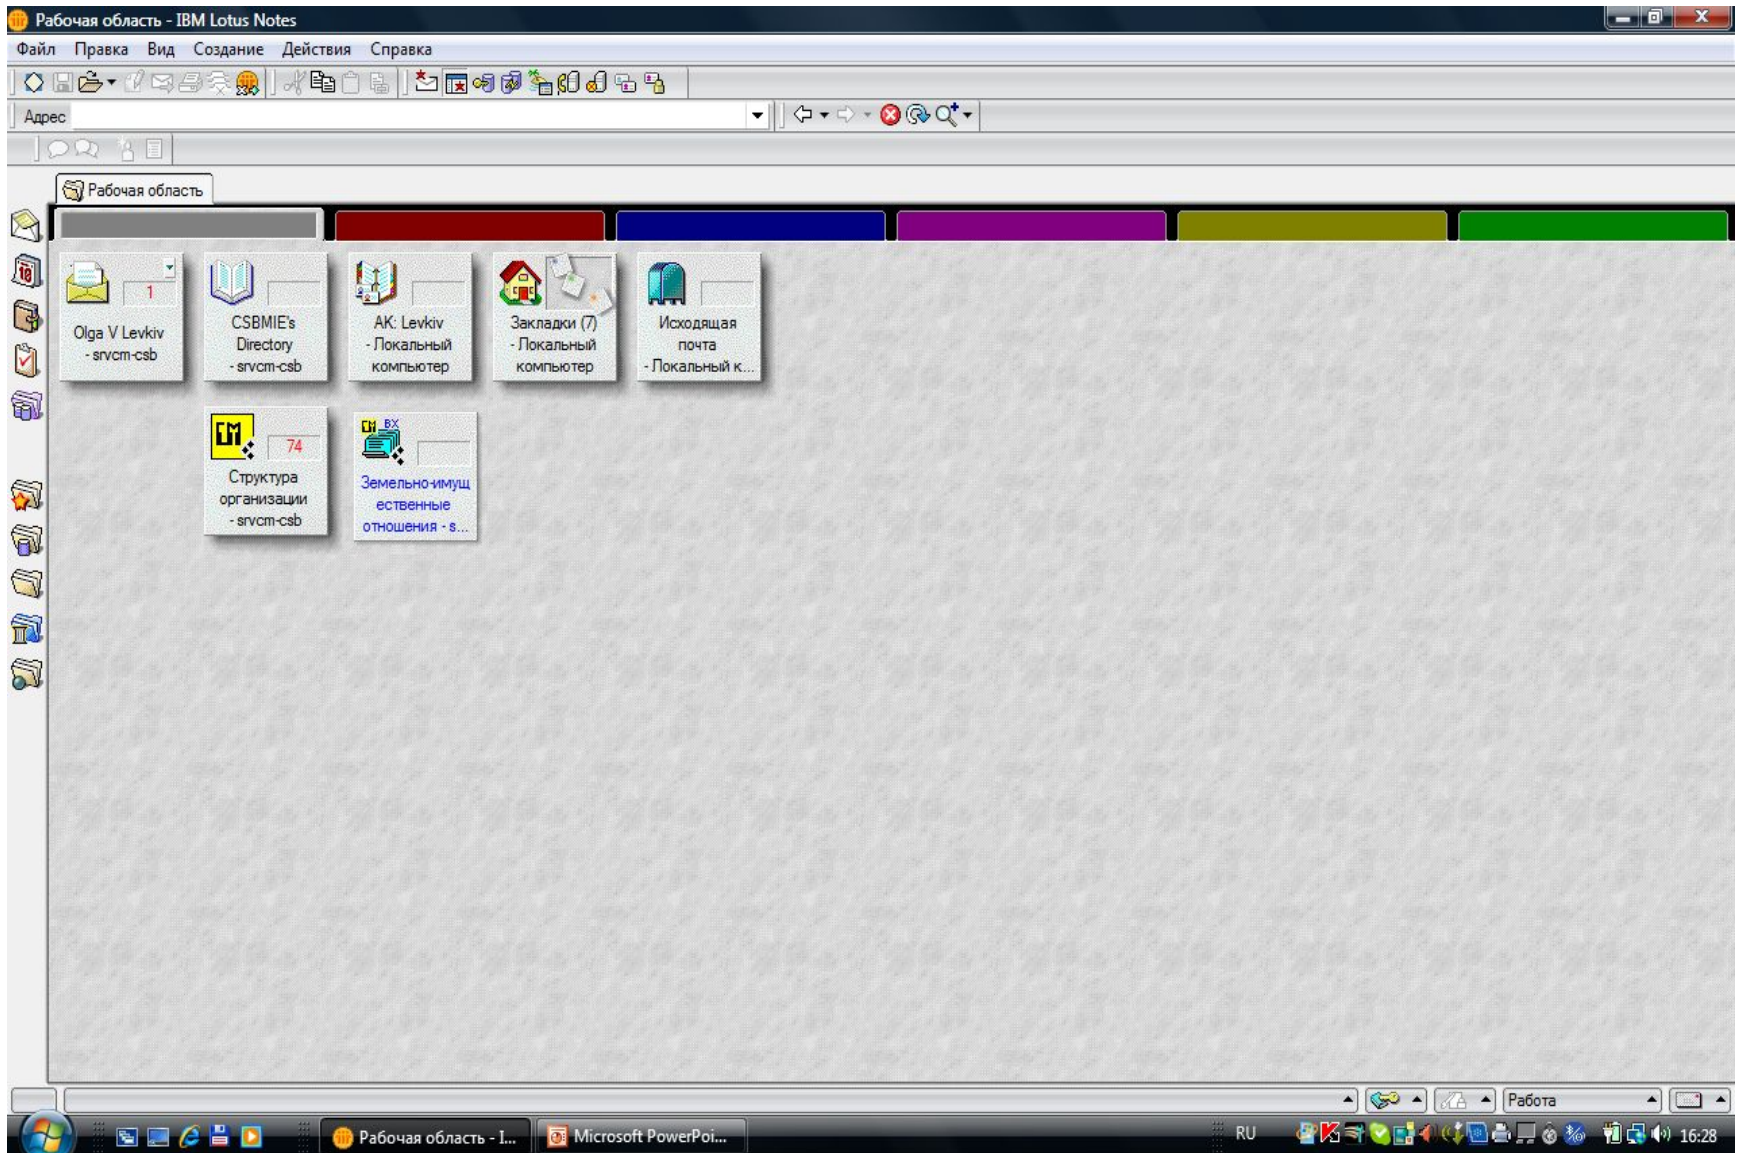 Рабочая область - IBM Lotus Notes
Файл Правка Вид Создание Действия Справка
Адрес
Рабочая область
1
Olga V Levkiv
- srvcm-csb
CSBMIE's
Directory
- srvcm-csb
АК: Levkiv
- Локальный
компьютер
Закладки (7)
- Локальный
компьютер
Исходящая
почта
- Локальный к...
74
Структура
организации
- srvcm-csb
ВХ
Земельно-имущ
ественные
отношения - s...
Работа
Рабочая область - I...
Microsoft PowerPoi...
RU
16:28